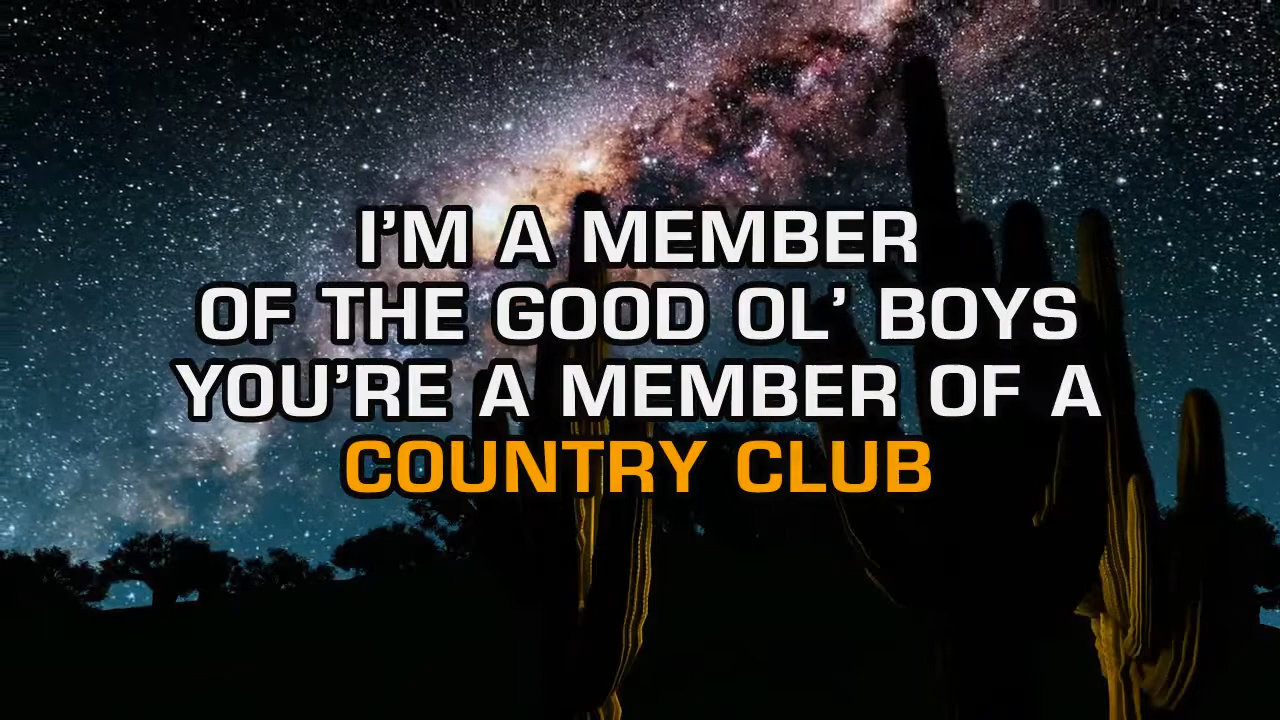 I'M A MEMBER
OF THE GOOD OL' BOYS
YOU'RE A MEMBER OF A
COUNTRY CLUB